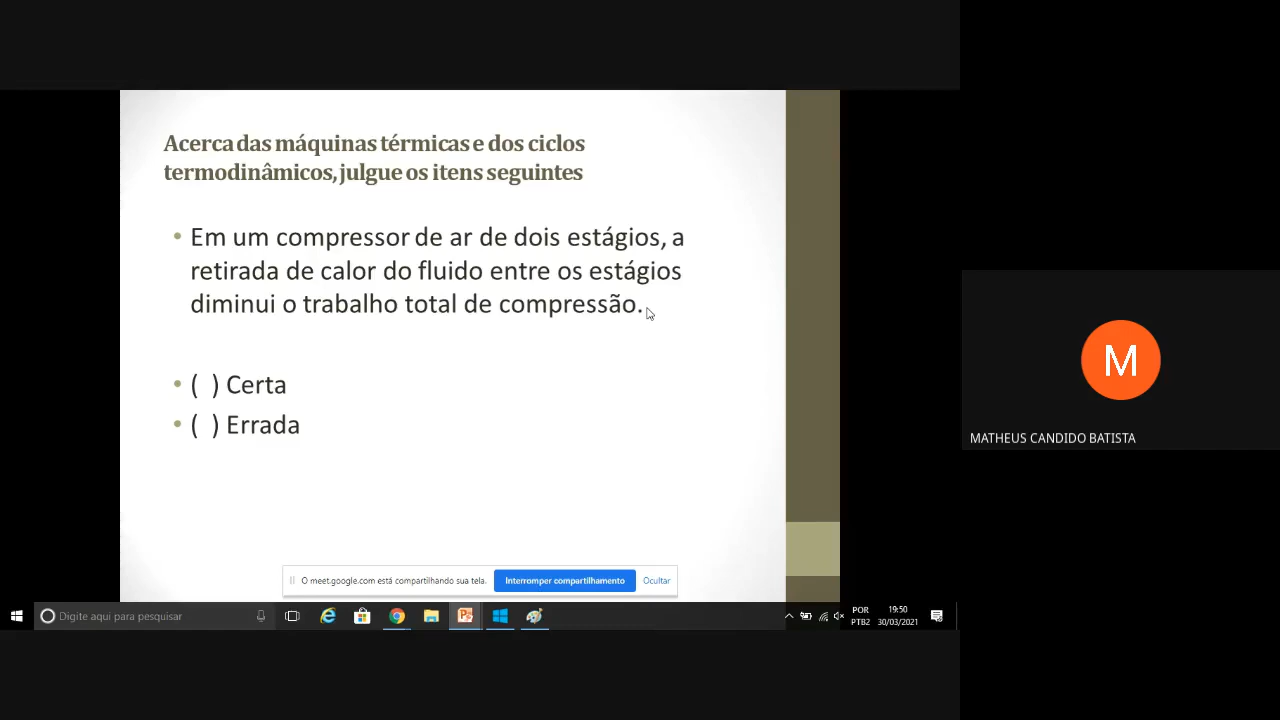 Acerca das máquinas térmicas e dos ciclos
termodinâmicos, julgue os itens seguintes
• Em um compressor de ar de dois estágios, a
retirada de calor do fluido entre os estágios
diminui o trabalho total de compressão.
• ( ) Certa
• ( ) Errada
M
MATHEUS CANDIDO BATISTA
O meet.google.com está compartilhando sua tela.
Interromper compartilhamento
Ocultar
Digite aqui para pesquisar
POR
PTB2
19:50
30/03/2021